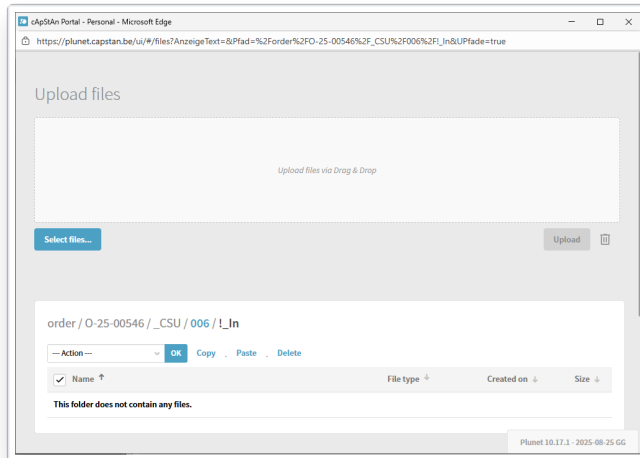 cApStAn Portal - Personal - Microsoft Edge
https://plunet.capstan.be/ui/#/files?AnzeigeText=&Pfad=%2Forder%2FO-25-00546%2F_CSU%2F006%2F!_In&UPfade=true
Upload files
Upload files via Drag & Drop
Select files...
Upload
order / O-25-00546 / _CSU / 006 / !_In
--- Action ---
OK Copy . Paste . Delete
Name ↑ File type ↓ Created on ↓ Size ↓
This folder does not contain any files.
Plunet 10.17.1 - 2025-08-25 GG